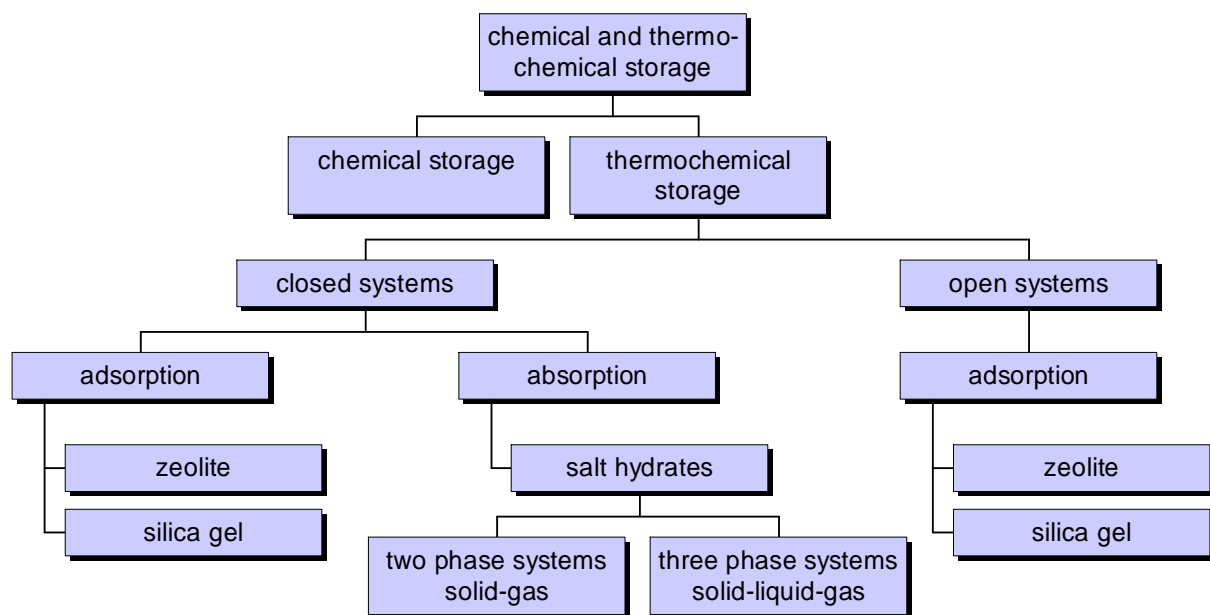 chemical and thermo-
chemical storage
chemical storage
thermochemical
storage
closed systems
open systems
adsorption
absorption
adsorption
zeolite
salt hydrates
zeolite
silica gel
silica gel
two phase systems
solid-gas
three phase systems
solid-liquid-gas